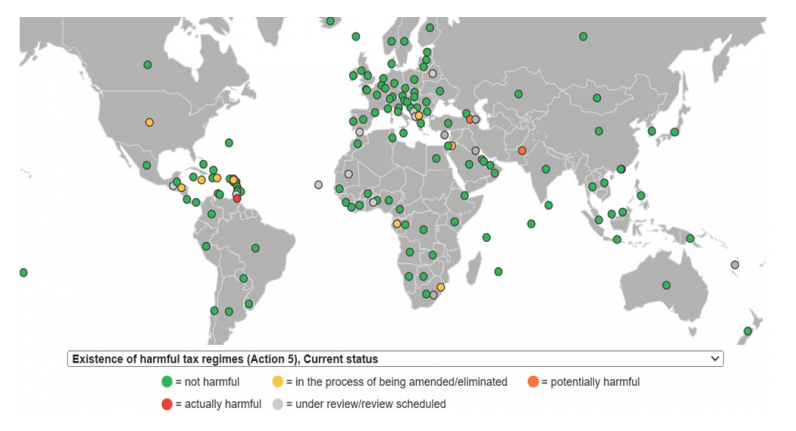 Existence of harmful tax regimes (Action 5), Current status
= not harmful = in the process of being amended/eliminated = potentially harmful
= actually harmful = under review/review scheduled